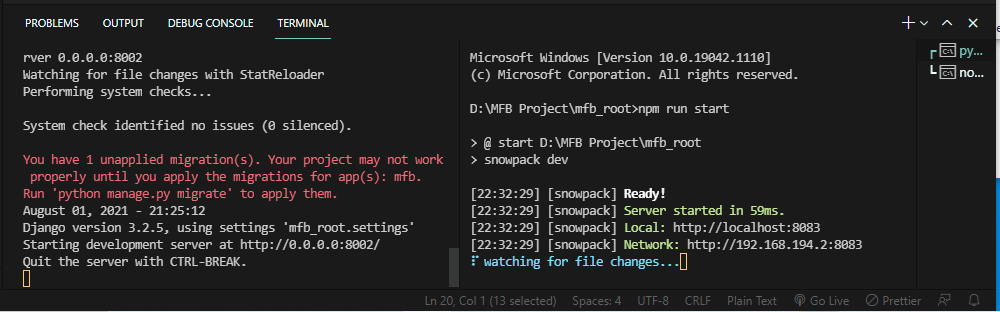 PROBLEMS OUTPUT DEBUG CONSOLE TERMINAL
rver 0.0.0.0:8002
Watching for file changes with StatReloader
Performing system checks...
System check identified no issues (0 silenced).
You have 1 unapplied migration(s). Your project may not work
properly until you apply the migrations for app(s): mfb.
Run 'python manage.py migrate' to apply them.
August 01, 2021 - 21:25:12
Django version 3.2.5, using settings 'mfb_root.settings'
Starting development server at http://0.0.0.0:8002/
Quit the server with CTRL-BREAK.
Microsoft Windows [Version 10.0.19042.1110]
(c) Microsoft Corporation. All rights reserved.
D:\MFB Project\mfb_root>npm run start
> @ start D:\MFB Project\mfb_root
> snowpack dev
[22:32:29] [snowpack] Ready!
[22:32:29] [snowpack] Server started in 59ms.
[22:32:29] [snowpack] Local: http://localhost:8083
[22:32:29] [snowpack] Network: http://192.168.194.2:8083
⠏ watching for file changes...
py...
no...
Ln 20, Col 1 (13 selected) Spaces: 4 UTF-8 CRLF Plain Text Go Live Prettier